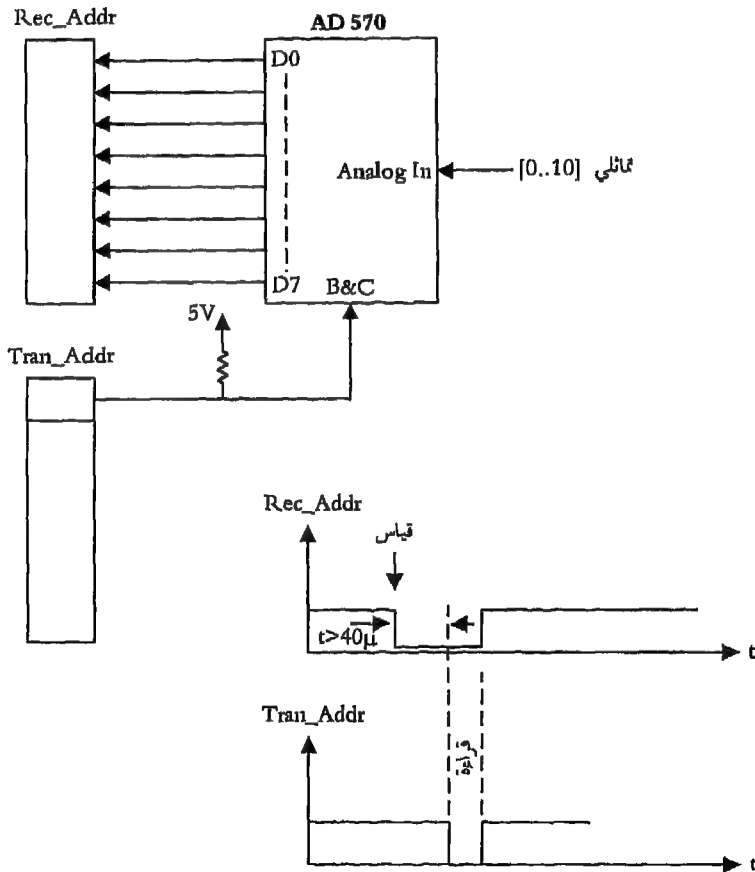 Rec_Addr
AD 570
D0
Analog In
[0..10] تماثلي
D7
B&C
5V
Tran_Addr
Rec_Addr
قياس
t>40μ
t
Tran_Addr
قراءة
t